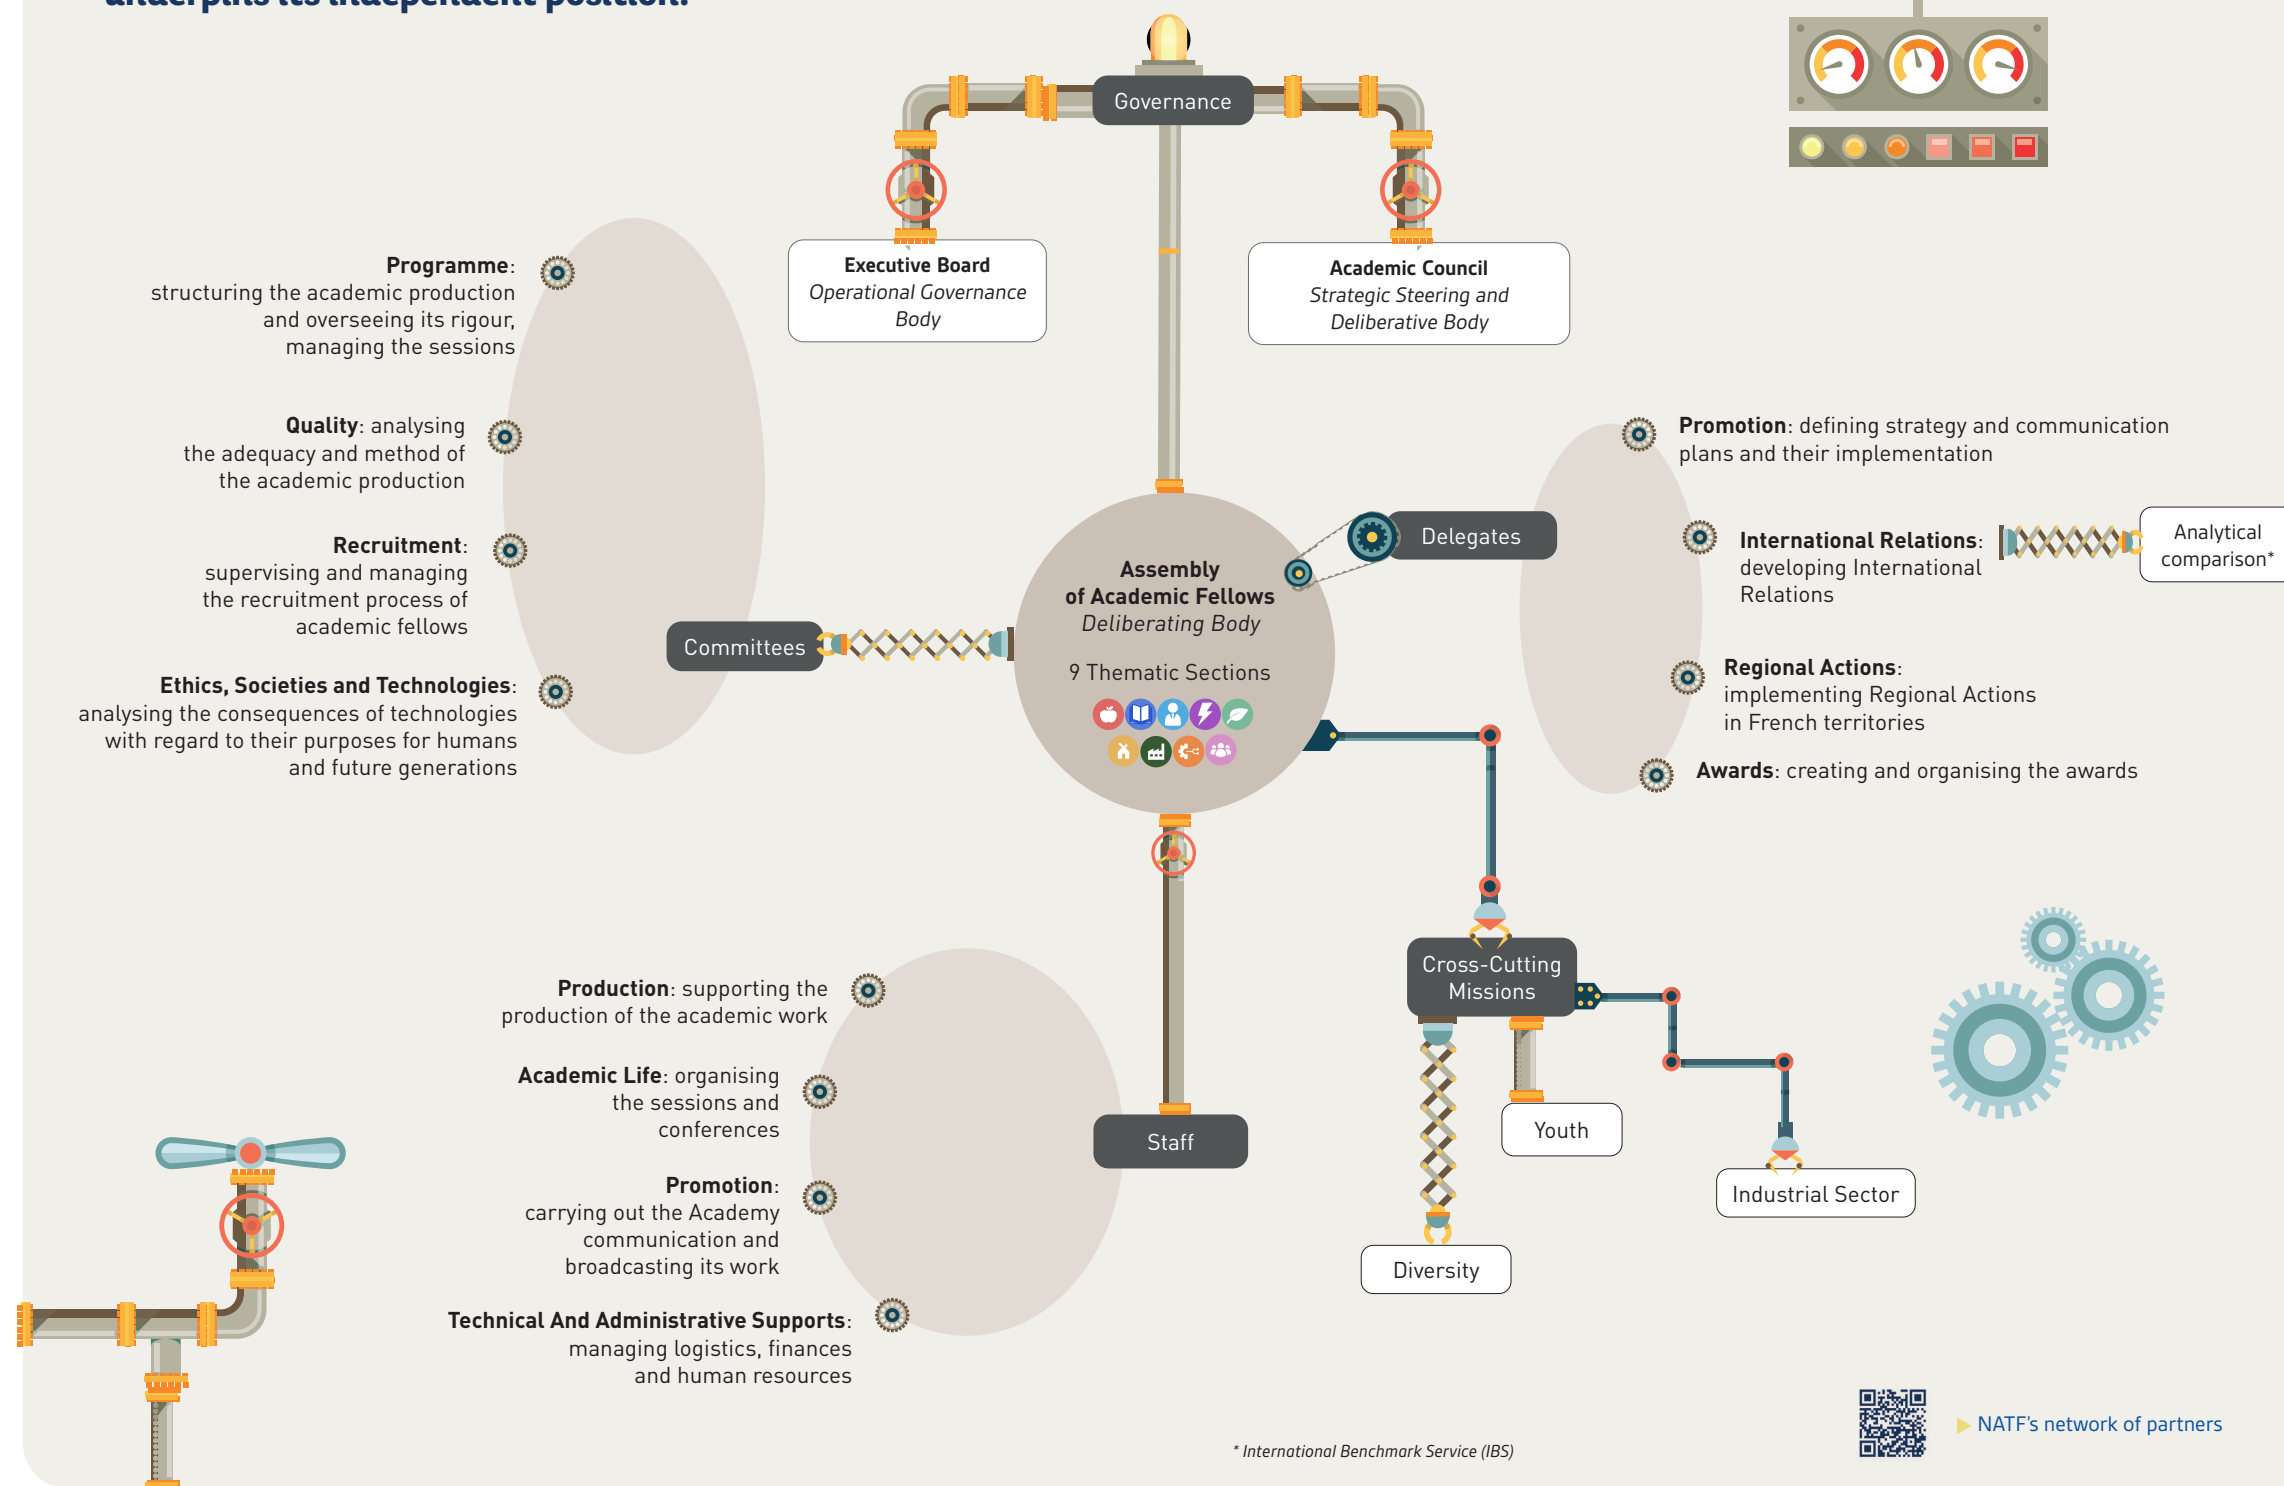 underpins its independent position.
Governance
Executive Board
Operational Governance
Body
Academic Council
Strategic Steering and
Deliberative Body
Programme:
structuring the academic production
and overseeing its rigour,
managing the sessions
Quality: analysing
the adequacy and method of
the academic production
Recruitment:
supervising and managing
the recruitment process of
academic fellows
Ethics, Societies and Technologies:
analysing the consequences of technologies
with regard to their purposes for humans
and future generations
Committees
Assembly
of Academic Fellows
Deliberating Body
9 Thematic Sections
Delegates
Promotion: defining strategy and communication
plans and their implementation
International Relations:
developing International
Relations
Analytical
comparison*
Regional Actions:
implementing Regional Actions
in French territories
Awards: creating and organising the awards
Production: supporting the
production of the academic work
Academic Life: organising
the sessions and
conferences
Promotion:
carrying out the Academy
communication and
broadcasting its work
Technical And Administrative Supports:
managing logistics, finances
and human resources
Staff
Cross-Cutting
Missions
Youth
Industrial Sector
Diversity
* International Benchmark Service (IBS)
NATF's network of partners